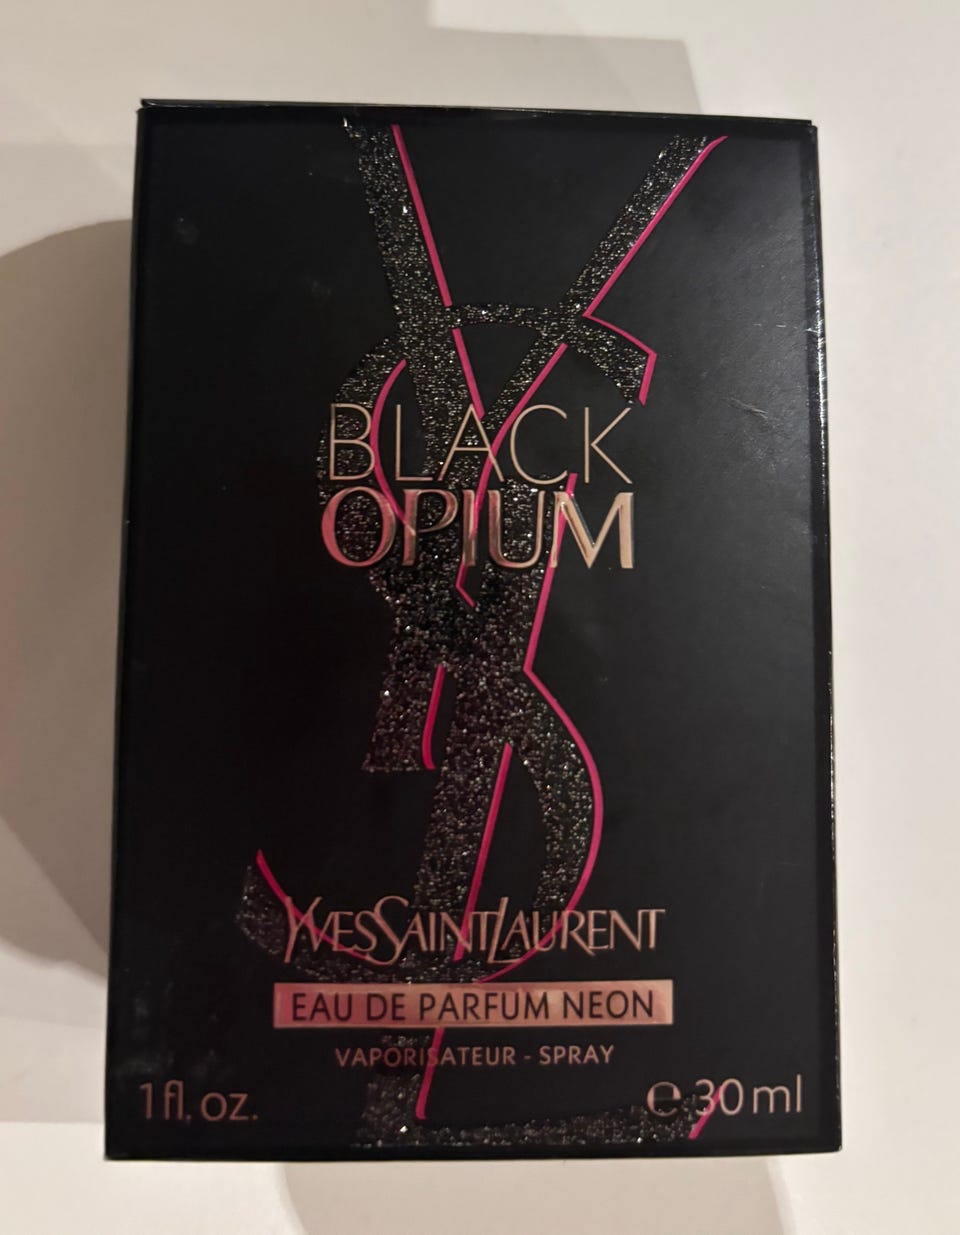 BLACK
OPIUM
YVESSAINTLAURENT
EAU DE PARFUM NEON
VAPORISATEUR - SPRAY
1 fl. oz. ℮ 30 ml